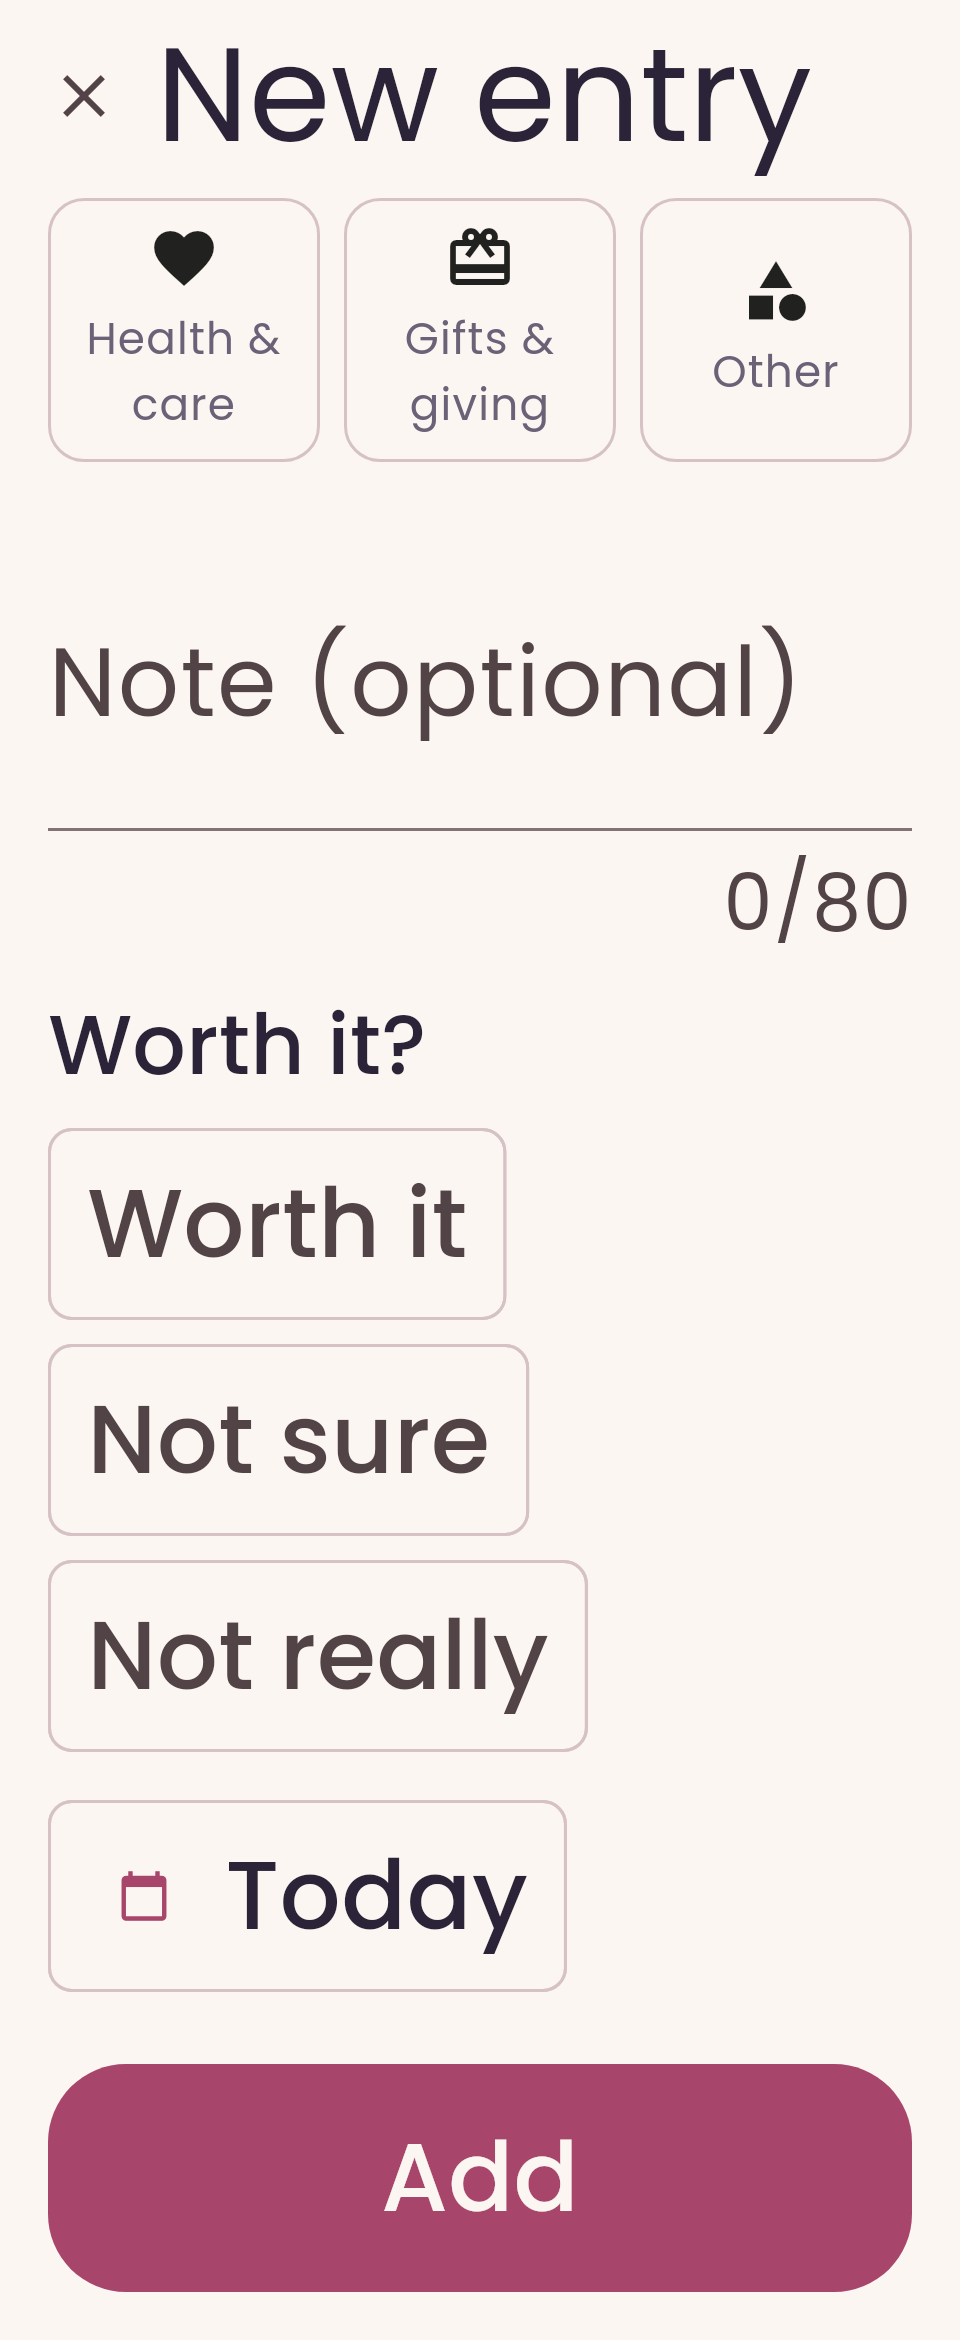 New entry
Health &
care
Gifts &
giving
Other
Note (optional)
0/80
Worth it?
Worth it
Not sure
Not really
Today
Add